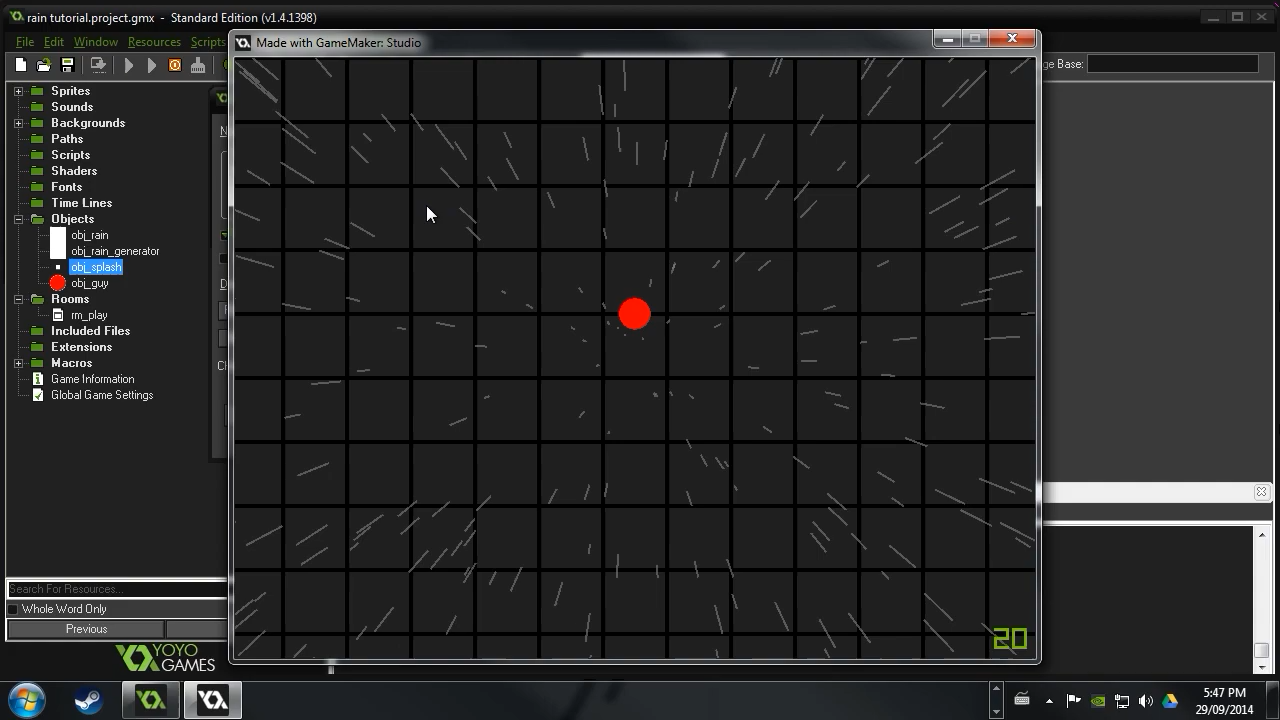 rain tutorial.project.gmx - Standard Edition (v1.4.1398)
File Edit Window Resources Scripts
Made with GameMaker: Studio
ge Base:
Sprites
Sounds
Backgrounds
Paths
Scripts
Shaders
Fonts
Time Lines
Objects
obj_rain
obj_rain_generator
obj_splash
obj_guy
Rooms
rm_play
Included Files
Extensions
Macros
Game Information
Global Game Settings
Search For Resources...
Whole Word Only
Previous
YOYO
GAMES
20
5:47 PM
29/09/2014